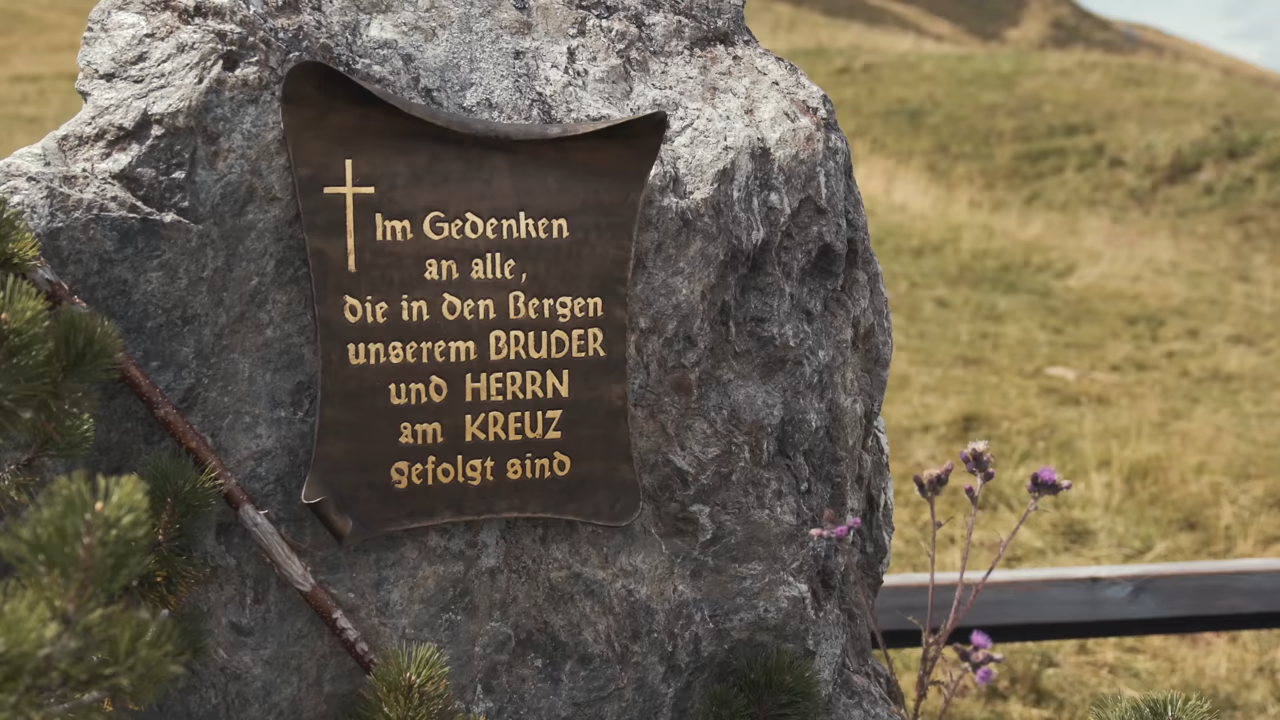 Im Gedenken
an alle,
die in den Bergen
unserem BRUDER
und HERRN
am KREUZ
gefolgt sind